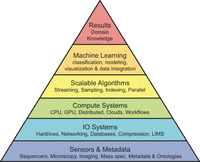 Results
Domain
Knowledge
Machine Learning
classification, modeling,
visualization & data Integration
Scalable Algorithms
Streaming, Sampling, Indexing, Parallel
Compute Systems
CPU, GPU, Distributed, Clouds, Workflows
IO Systems
Hardrives, Networking, Databases, Compression, LIMS
Sensors & Metadata
Sequencers, Microscopy, Imaging, Mass spec, Metadata & Ontologies